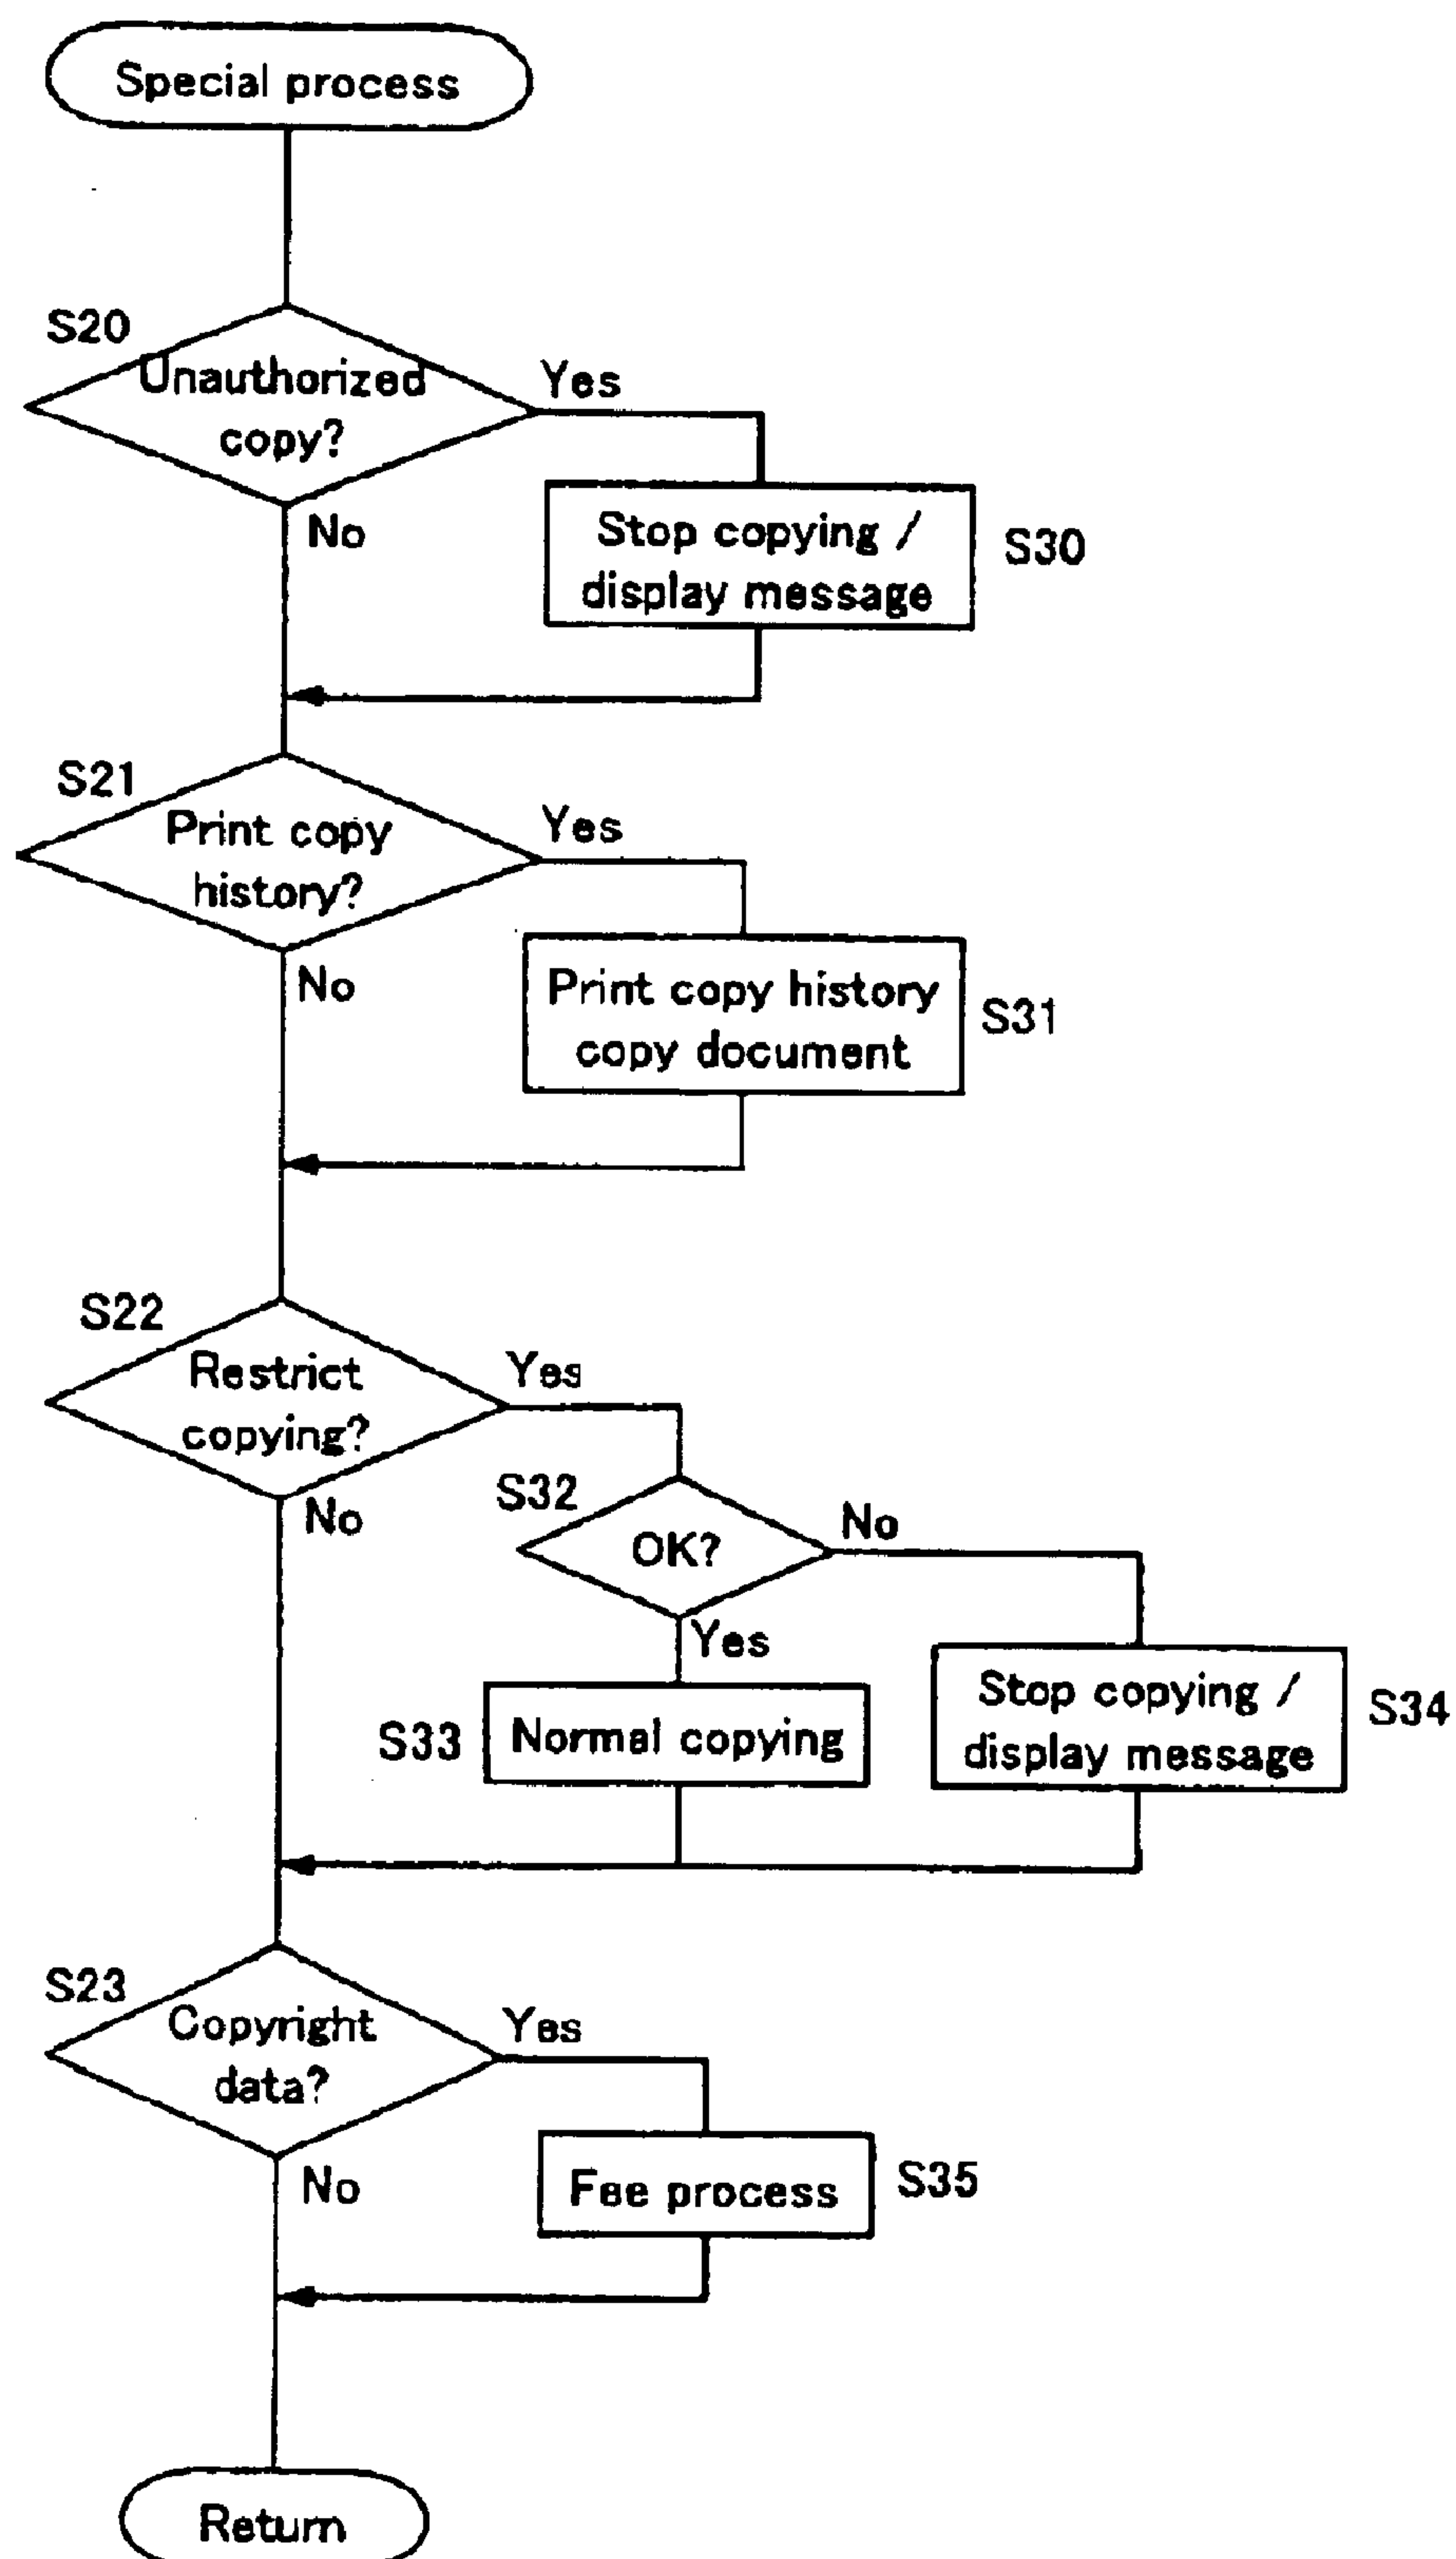 Special process
S20
Unauthorized
copy?
Yes
No
Stop copying /
display message
S30
S21
Print copy
history?
Yes
No
Print copy history
copy document
S31
S22
Restrict
copying?
Yes
No
S32
OK?
No
Yes
S33
Normal copying
Stop copying /
display message
S34
S23
Copyright
data?
Yes
No
Fee process
S35
Return